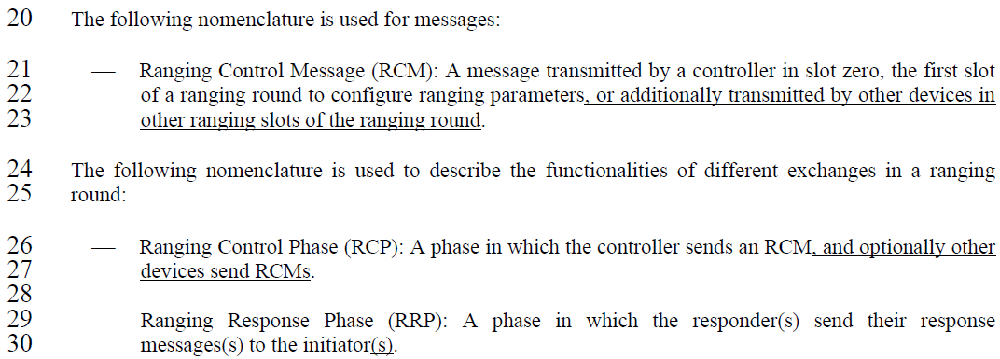 20 The following nomenclature is used for messages:
21 — Ranging Control Message (RCM): A message transmitted by a controller in slot zero, the first slot
22 of a ranging round to configure ranging parameters, or additionally transmitted by other devices in
23 other ranging slots of the ranging round.
24 The following nomenclature is used to describe the functionalities of different exchanges in a ranging
25 round:
26 — Ranging Control Phase (RCP): A phase in which the controller sends an RCM, and optionally other
27 devices send RCMs.
28
29 Ranging Response Phase (RRP): A phase in which the responder(s) send their response
30 messages(s) to the initiator(s).